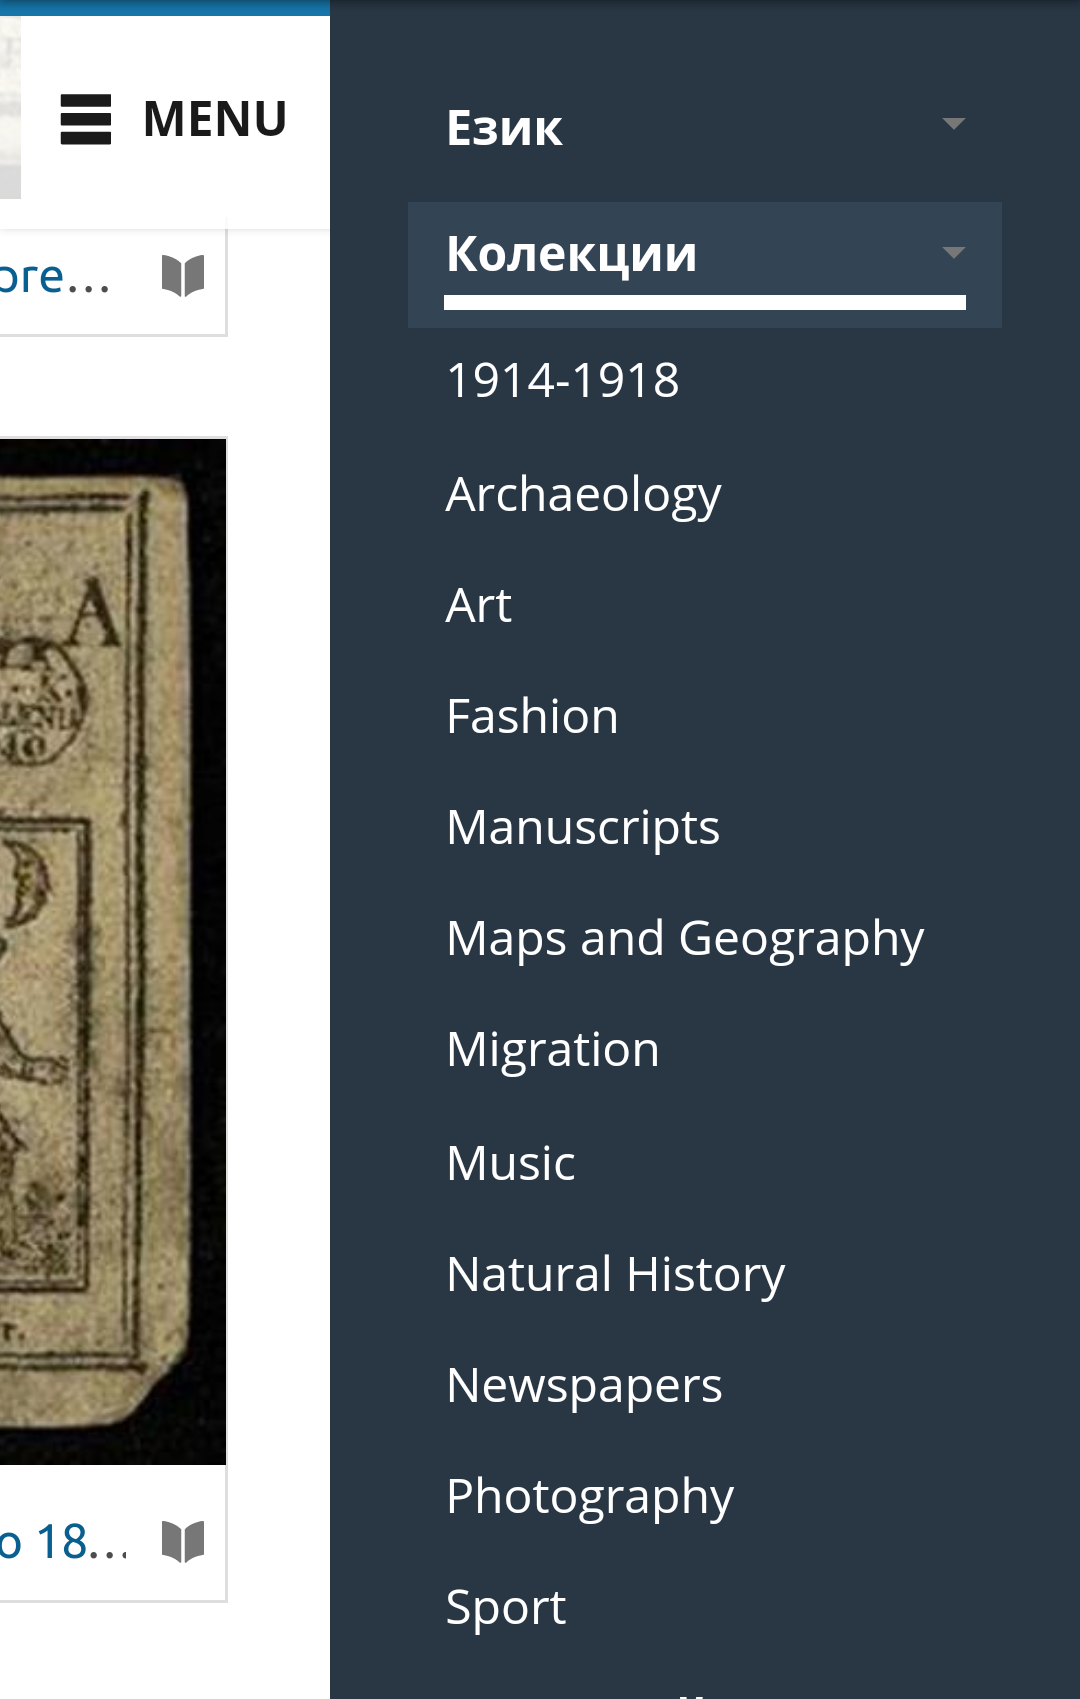 MENU
ore...
A
40
r.
o 18...
Език
Колекции
1914-1918
Archaeology
Art
Fashion
Manuscripts
Maps and Geography
Migration
Music
Natural History
Newspapers
Photography
Sport